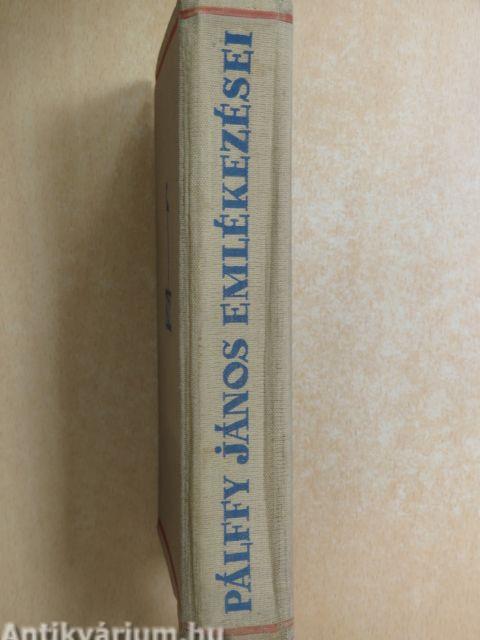 PÁLFFY JÁNOS EMLÉKEZÉSEI
Antikvárium.hu